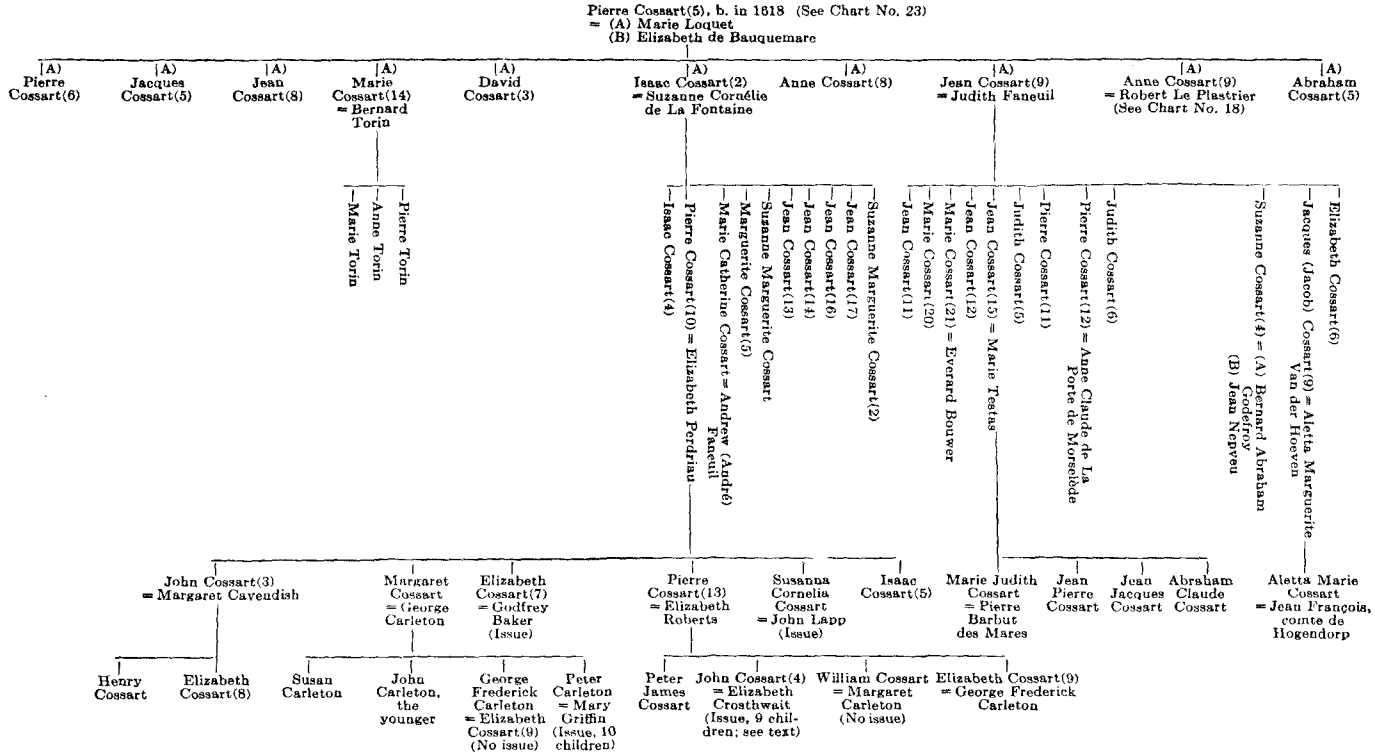 Pierre Cossart(5), b. in 1618 (See Chart No. 23)
= (A) Marie Loquet
(B) Elizabeth de Bauquemare
(A)
Pierre
Cossart(6)
(A)
Jacques
Cossart(5)
(A)
Jean
Cossart(8)
(A)
Marie
Cossart(14)
= Bernard
Torin
(A)
David
Cossart(3)
(A)
Isaac Cossart(2)
= Suzanne Cornélie
de La Fontaine
(A)
Anne Cossart(8)
(A)
Jean Cossart(9)
= Judith Faneuil
(A)
Anne Cossart(9)
= Robert Le Plastrier
(See Chart No. 18)
(A)
Abraham
Cossart(5)
Marie Torin
Anne Torin
Pierre Torin
Isaac Cossart(4)
Pierre Cossart(10) = Elizabeth Perdriau
Marie Catherine Cossart = Andrew (André)
Faneuil
Marguerite Cossart(5)
Suzanne Marguerite Cossart
Jean Cossart(13)
Jean Cossart(14)
Jean Cossart(16)
Jean Cossart(17)
Suzanne Marguerite Cossart(2)
Jean Cossart(11)
Marie Cossart(20)
Marie Cossart(21) = Everard Bouwer
Jean Cossart(12)
Jean Cossart(15) = Marie Testas
Judith Cossart(5)
Pierre Cossart(11)
Pierre Cossart(12) = Anne Claude de La
Porte de Morselède
Judith Cossart(6)
Suzanne Cossart(4) = (A) Bernard Abraham
Godefroy
(B) Jean Nepveu
Jacques (Jacob) Cossart(9) = Aletta Marguerite
Van der Hoeven
Elizabeth Cossart(6)
John Cossart(3)
= Margaret Cavendish
Margaret
Cossart
= George
Carleton
Elizabeth
Cossart(7)
= Godfrey
Baker
(Issue)
Pierre
Cossart(13)
= Elizabeth
Roberts
Susanna
Cornelia
Cossart
= John Lapp
(Issue)
Isaac
Cossart(5)
Marie Judith
Cossart
= Pierre
Barbut
des Mares
Jean
Pierre
Cossart
Jean
Jacques
Cossart
Abraham
Claude
Cossart
Aletta Marie
Cossart
= Jean François,
comte de
Hogendorp
Henry
Cossart
Elizabeth
Cossart(8)
Susan
Carleton
John
Carleton,
the
younger
George
Frederick
Carleton
= Elizabeth
Cossart(9)
(No issue)
Peter
Carleton
= Mary
Griffin
(Issue, 10
children)
Peter
James
Cossart
John Cossart(4)
= Elizabeth
Crosthwait
(Issue, 9 chil-
dren; see text)
William Cossart
= Margaret
Carleton
(No issue)
Elizabeth Cossart(9)
= George Frederick
Carleton